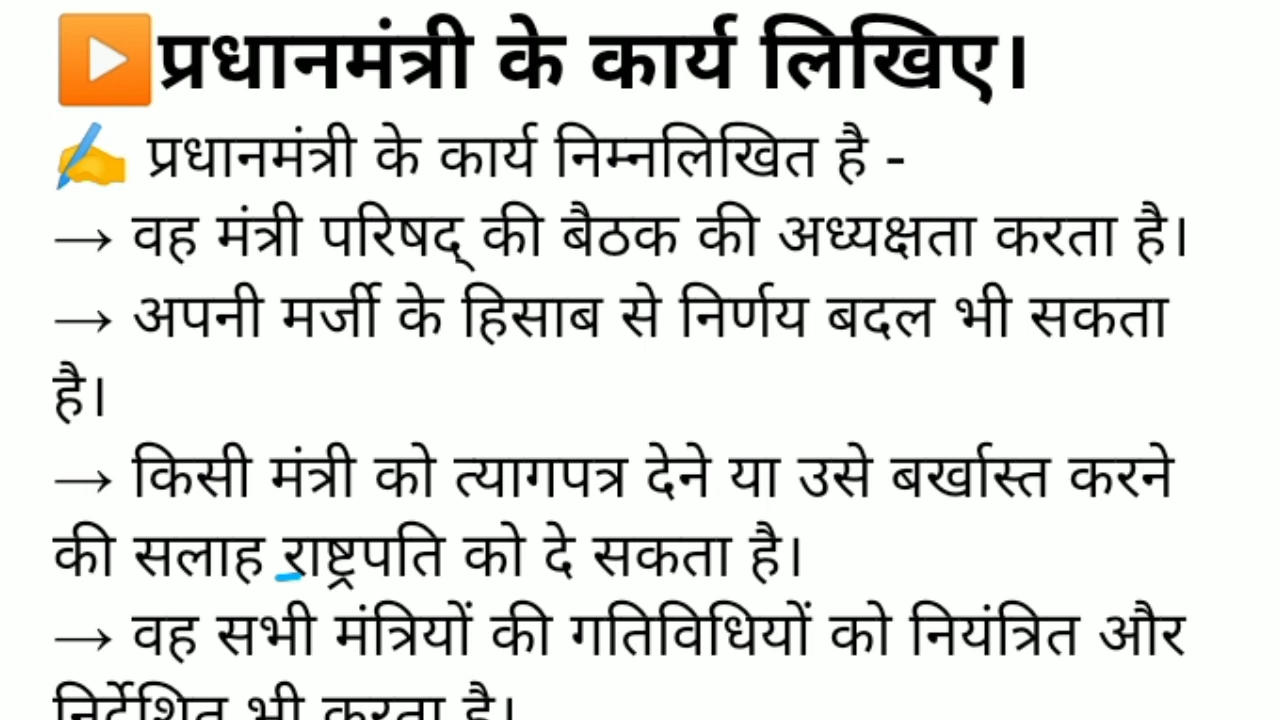 प्रधानमंत्री के कार्य लिखिए।
प्रधानमंत्री के कार्य निम्नलिखित है -
→ वह मंत्री परिषद् की बैठक की अध्यक्षता करता है।
→ अपनी मर्जी के हिसाब से निर्णय बदल भी सकता
है।
→ किसी मंत्री को त्यागपत्र देने या उसे बर्खास्त करने
की सलाह राष्ट्रपति को दे सकता है।
→ वह सभी मंत्रियों की गतिविधियों को नियंत्रित और
निर्देशित भी करता है।